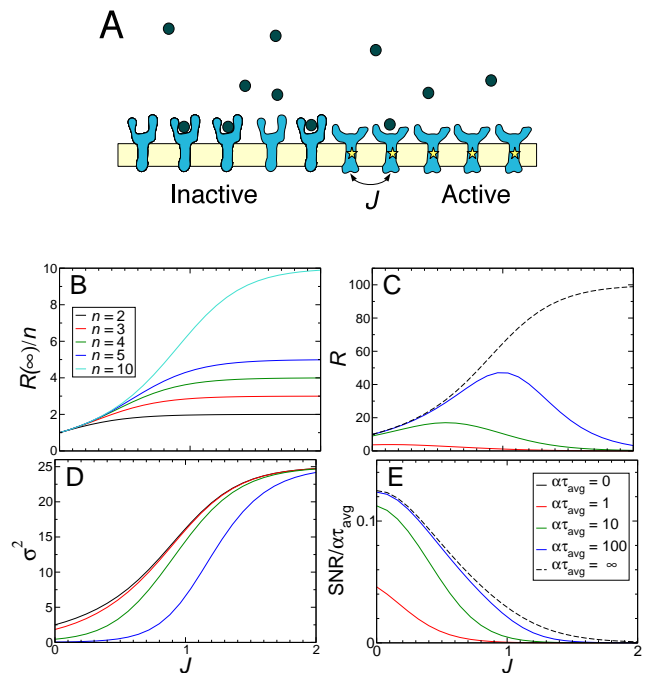 A
Inactive
J
Active
B
R(∞)/n
10
8
6
4
2
0
n = 2
n = 3
n = 4
n = 5
n = 10
C
R
100
80
60
40
20
0
0
1
2
D
σ²
25
20
15
10
5
0
0
1
2
J
E
SNR/ατavg
0.1
0
0
1
2
J
ατavg = 0
ατavg = 1
ατavg = 10
ατavg = 100
ατavg = ∞